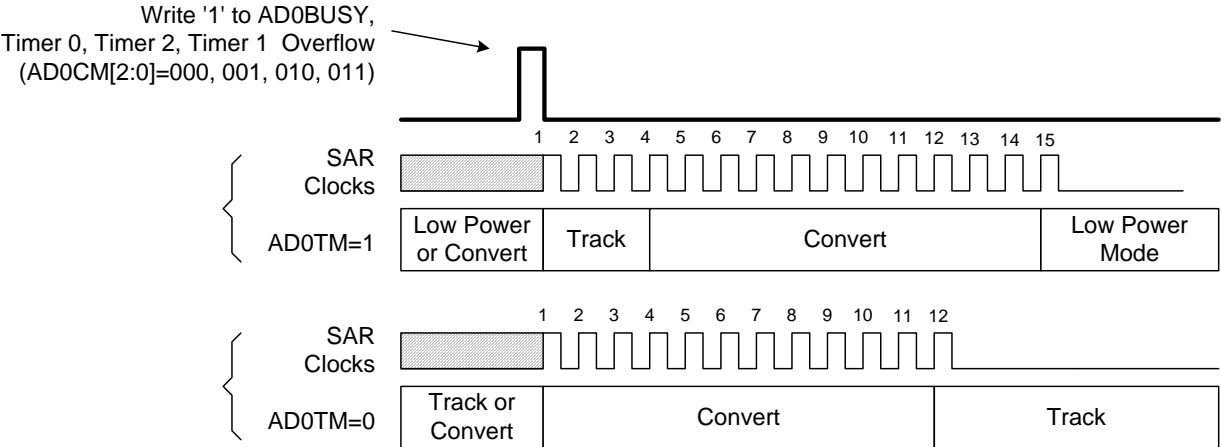 Write '1' to AD0BUSY,
Timer 0, Timer 2, Timer 1 Overflow
(AD0CM[2:0]=000, 001, 010, 011)
1 2 3 4 5 6 7 8 9 10 11 12 13 14 15
SAR
Clocks
AD0TM=1
Low Power
or Convert
Track
Convert
Low Power
Mode
1 2 3 4 5 6 7 8 9 10 11 12
SAR
Clocks
AD0TM=0
Track or
Convert
Convert
Track